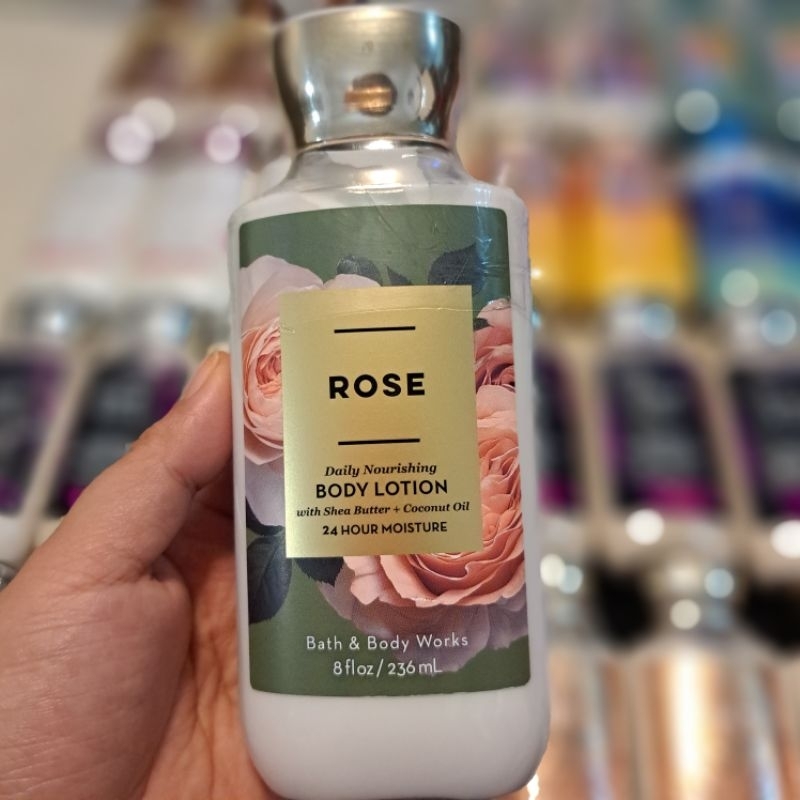 ROSE
Daily Nourishing
BODY LOTION
with Shea Butter + Coconut Oil
24 HOUR MOISTURE
Bath & Body Works
8 fl oz / 236 mL